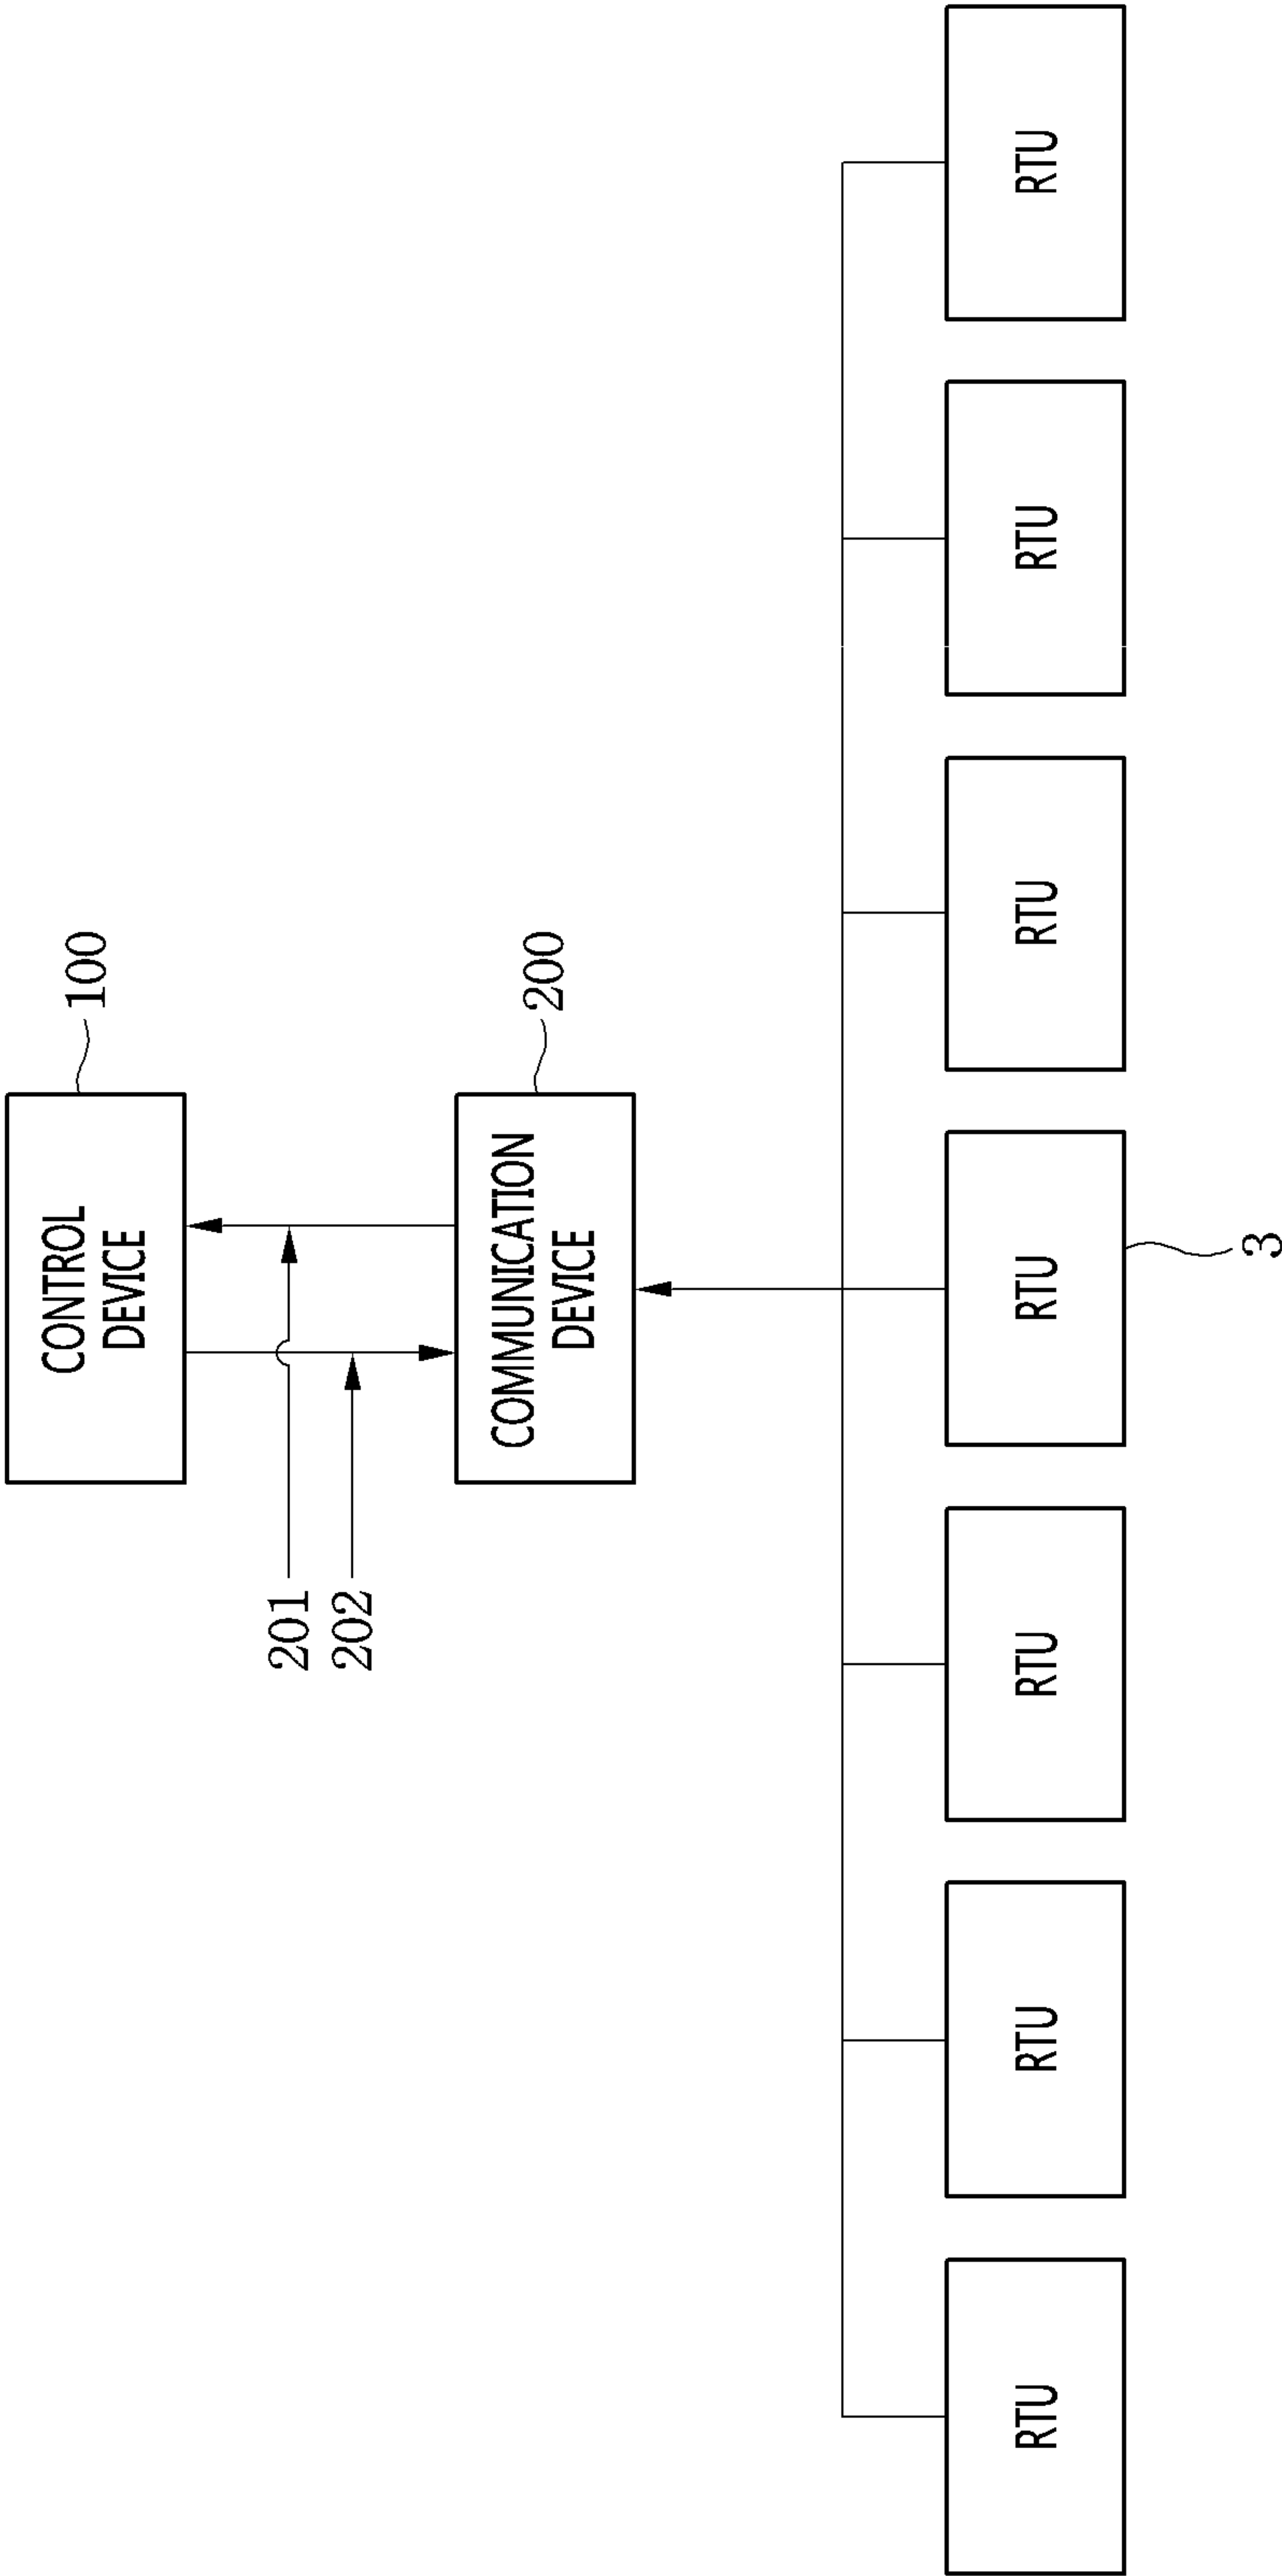 CONTROL
DEVICE
100
201
202
COMMUNICATION
DEVICE
200
RTU
RTU
RTU
RTU
RTU
RTU
RTU
3